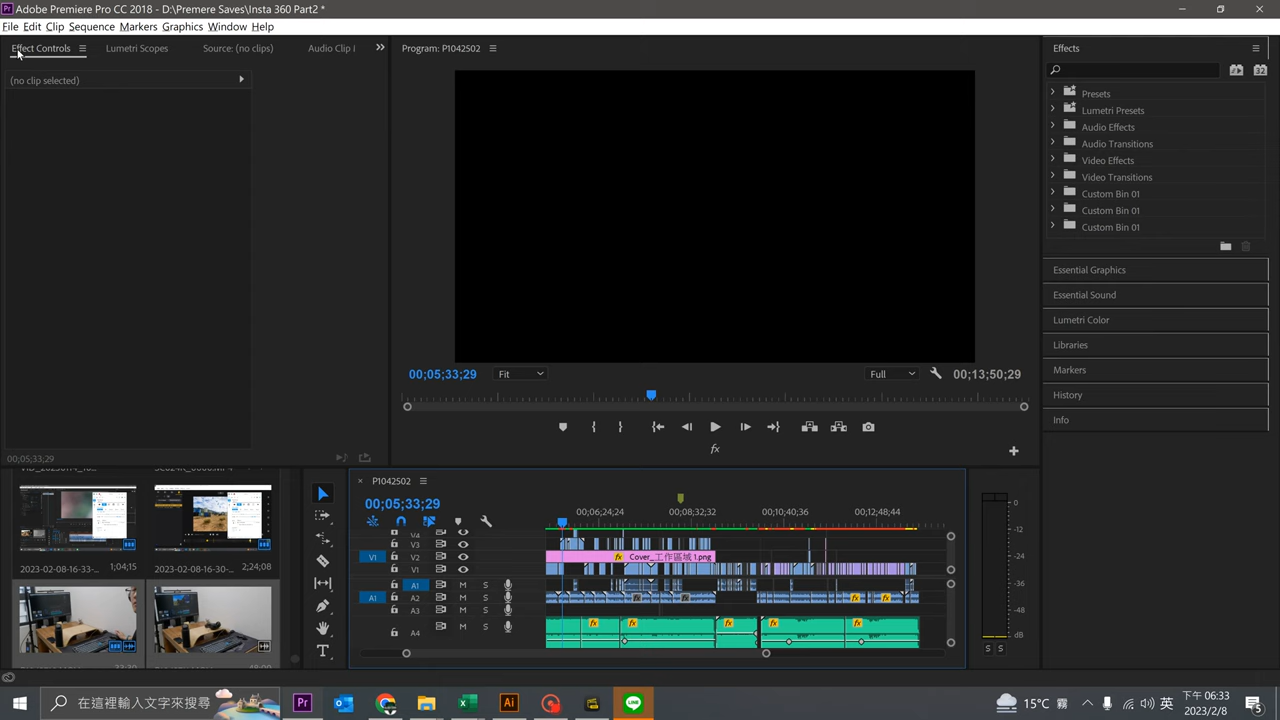 Adobe Premiere Pro CC 2018 - D:\Premere Saves\Insta 360 Part2 *
File Edit Clip Sequence Markers Graphics Window Help
Effect Controls
Lumetri Scopes
Source: (no clips)
Audio Clip
Program: P1042502
Effects
(no clip selected)
Presets
Lumetri Presets
Audio Effects
Audio Transitions
Video Effects
Video Transitions
Custom Bin 01
Custom Bin 01
Custom Bin 01
Essential Graphics
Essential Sound
Lumetri Color
Libraries
Markers
History
Info
00;05;33;29
Fit
Full
00;13;50;29
fx
00;05;33;29
P1042502
00;05;33;29
00;06;24;24
00;08;32;32
00;10;40;36
00;12;48;44
V3
V1
V2
fx
Cover_工作區域 1.png
V1
A1
M
S
A1
A2
M
S
A3
M
S
A4
M
S
0
-12
-24
-36
-48
dB
S
S
2023-02-08-16-33-...
1;04;15
2023-02-08-16-30-...
2;24;08
在這裡輸入文字來搜尋
Pr
Ai
LINE
15°C
霧
英
下午 06:33
2023/2/8
5